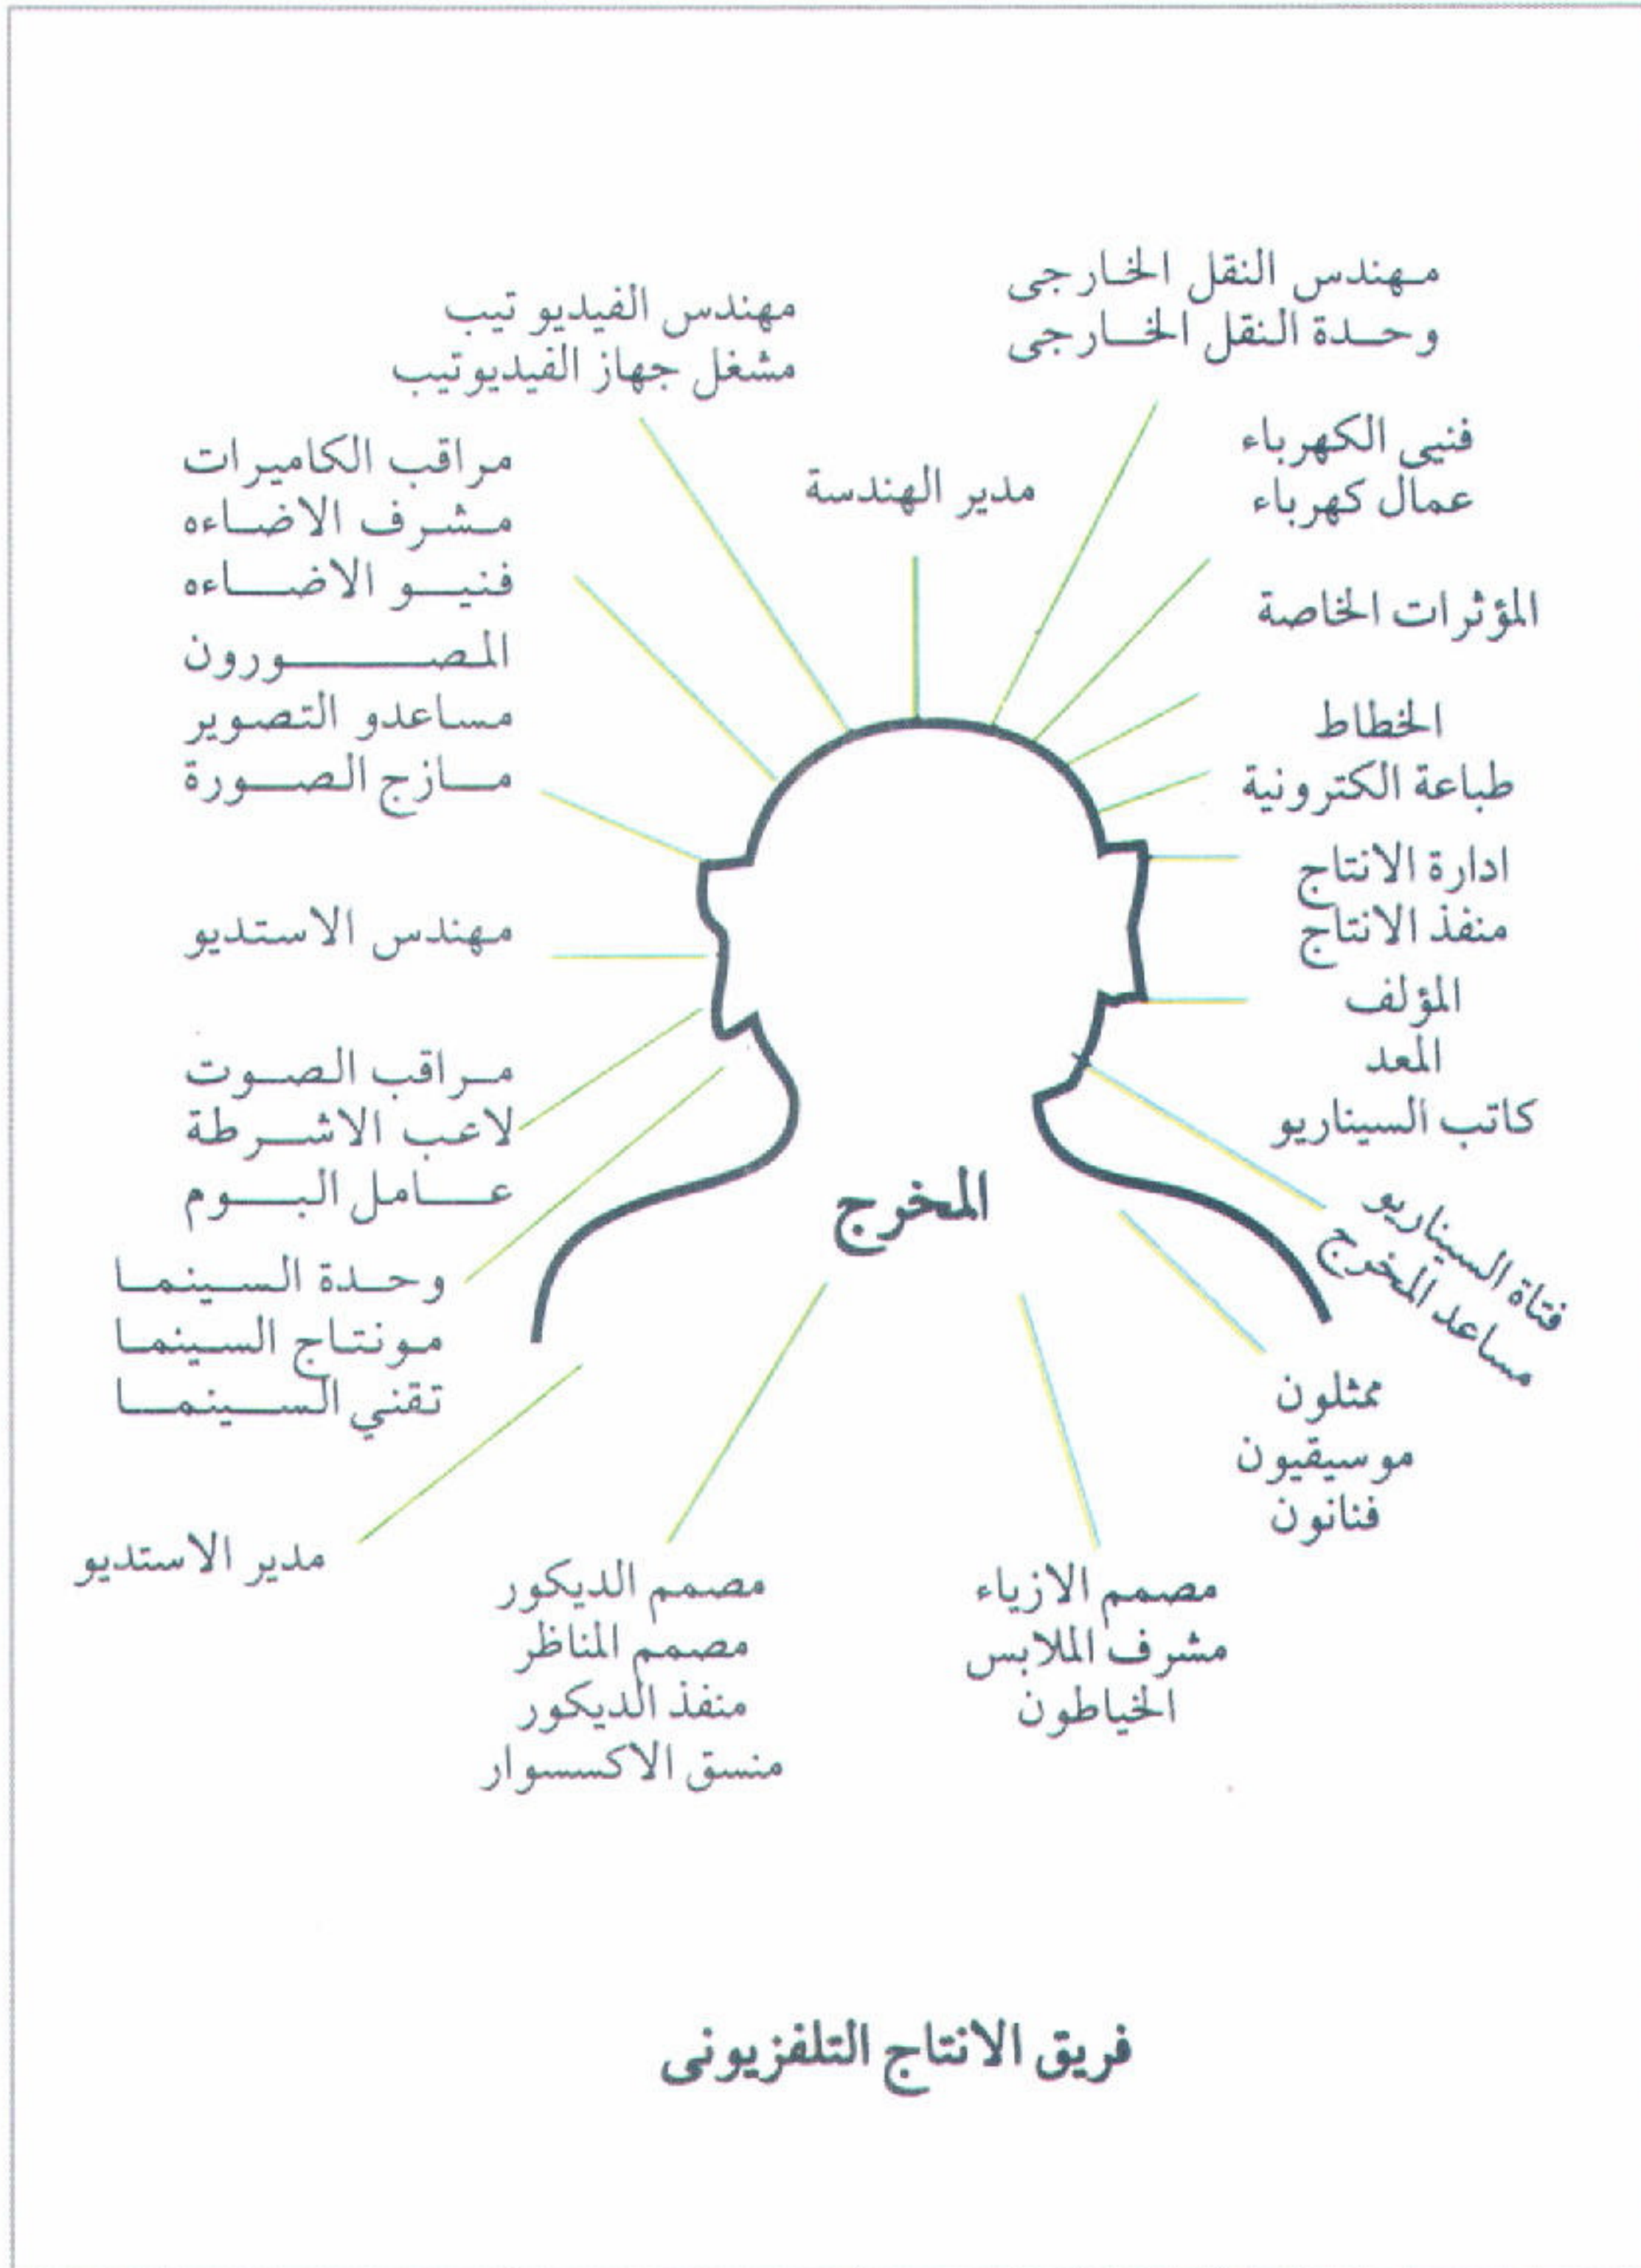 مهندس النقل الخارجى
وحدة النقل الخارجى
مهندس الفيديو تيب
مشغل جهاز الفيديوتيب
مدير الهندسة
فنيى الكهرباء
عمال كهرباء
المؤثرات الخاصة
الخطاط
طباعة الكترونية
ادارة الانتاج
منفذ الانتاج
المؤلف
المعد
كاتب السيناريو
فتاة السيناريو
مساعد المخرج
ممثلون
موسيقيون
فنانون
مصمم الازياء
مشرف الملابس
الخياطون
مصمم الديكور
مصمم المناظر
منفذ الديكور
منسق الاكسسوار
مدير الاستديو
وحدة السينما
مونتاج السينما
تقني السينما
مراقب الصوت
لاعب الاشرطة
عامل البوم
مهندس الاستديو
مراقب الكاميرات
مشرف الاضاءه
فنيو الاضاءه
المصورون
مساعدو التصوير
مازج الصورة
المخرج
فريق الانتاج التلفزيونى